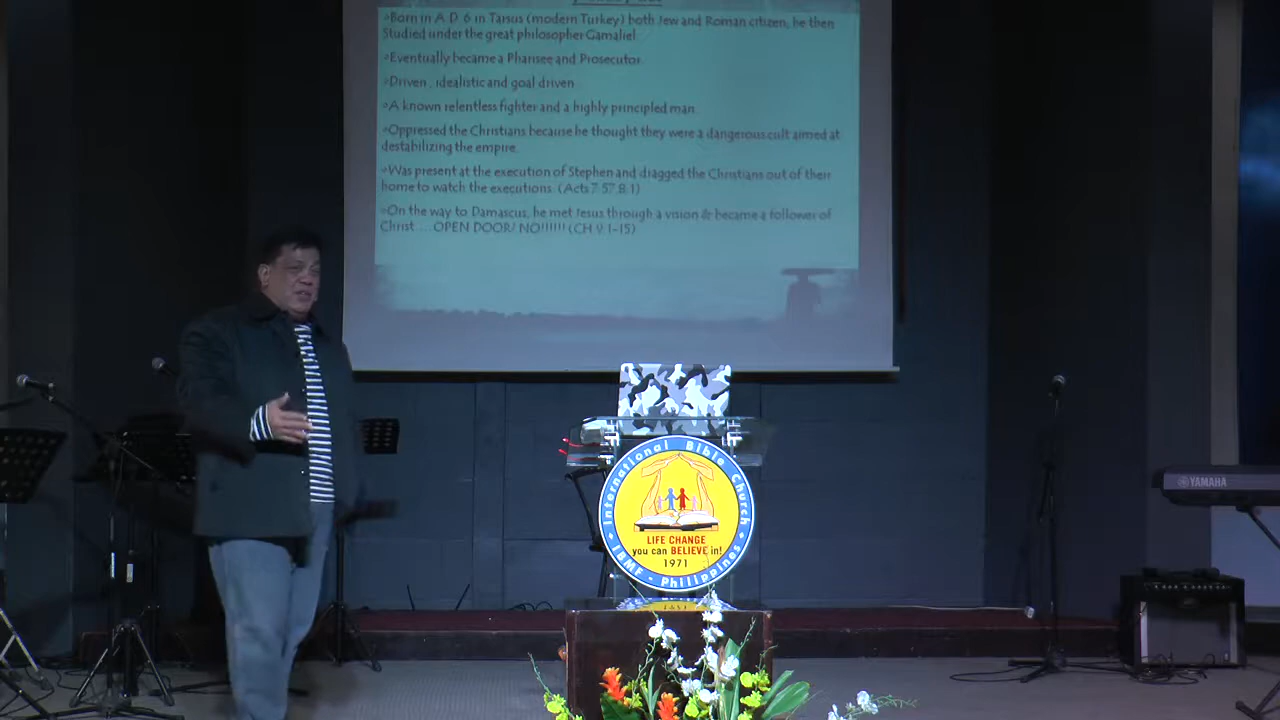 Born in A.D. 6 in Tarsus (modern Turkey) both Jew and Roman citizen, he then
Studied under the great philosopher Gamaliel
Eventually became a Pharisee and Prosecutor.
Driven , idealistic and goal driven
A known relentless fighter and a highly principled man.
Oppressed the Christians because he thought they were a dangerous cult aimed at
destabilizing the empire.
Was present at the execution of Stephen and dragged the Christians out of their
home to watch the executions. (Acts 7:57,8:1)
On the way to Damascus, he met Jesus through a vision & became a follower of
Christ.... OPEN DOOR? NO!!!!!! (CH 9:1-15)
International Bible Church
LIFE CHANGE
you can BELIEVE in!
1971
IBMF - Philippines
YAMAHA